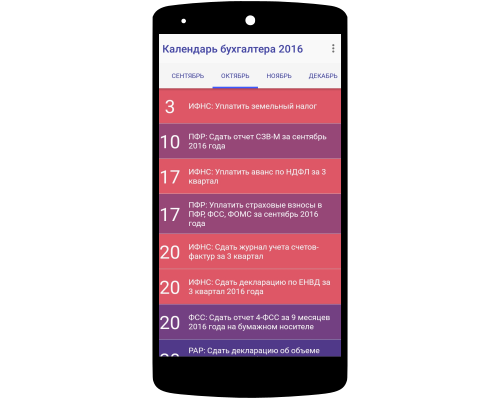 Календарь бухгалтера 2016
СЕНТЯБРЬ ОКТЯБРЬ НОЯБРЬ ДЕКАБРЬ
3 ИФНС: Уплатить земельный налог
10 ПФР: Сдать отчет СЗВ-М за сентябрь
2016 года
17 ИФНС: Уплатить аванс по НДФЛ за 3
квартал
17 ПФР: Уплатить страховые взносы в
ПФР, ФСС, ФОМС за сентябрь 2016
года
20 ИФНС: Сдать журнал учета счетов-
фактур за 3 квартал
20 ИФНС: Сдать декларацию по ЕНВД за
3 квартал 2016 года
20 ФСС: Сдать отчет 4-ФСС за 9 месяцев
2016 года на бумажном носителе
20 РАР: Сдать декларацию об объеме